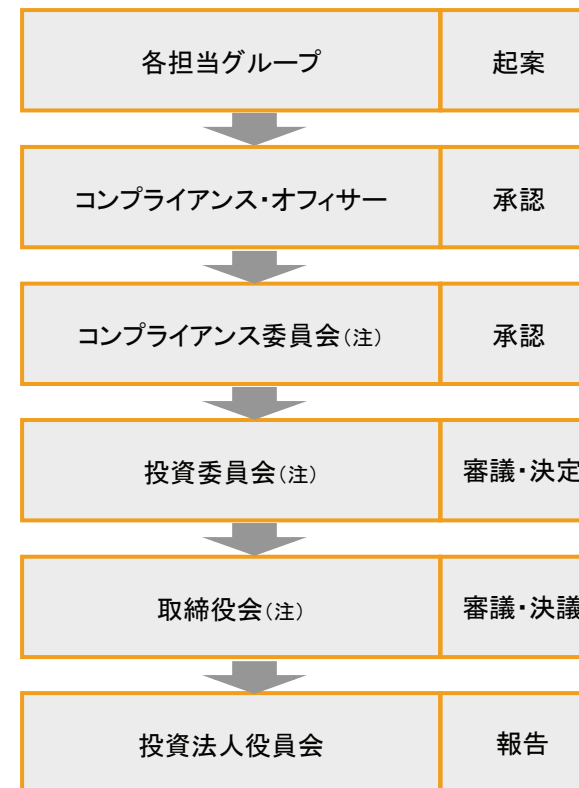 各担当グループ 起案
コンプライアンス・オフィサー 承認
コンプライアンス委員会(注) 承認
投資委員会(注) 審議・決定
取締役会(注) 審議・決議
投資法人役員会 報告